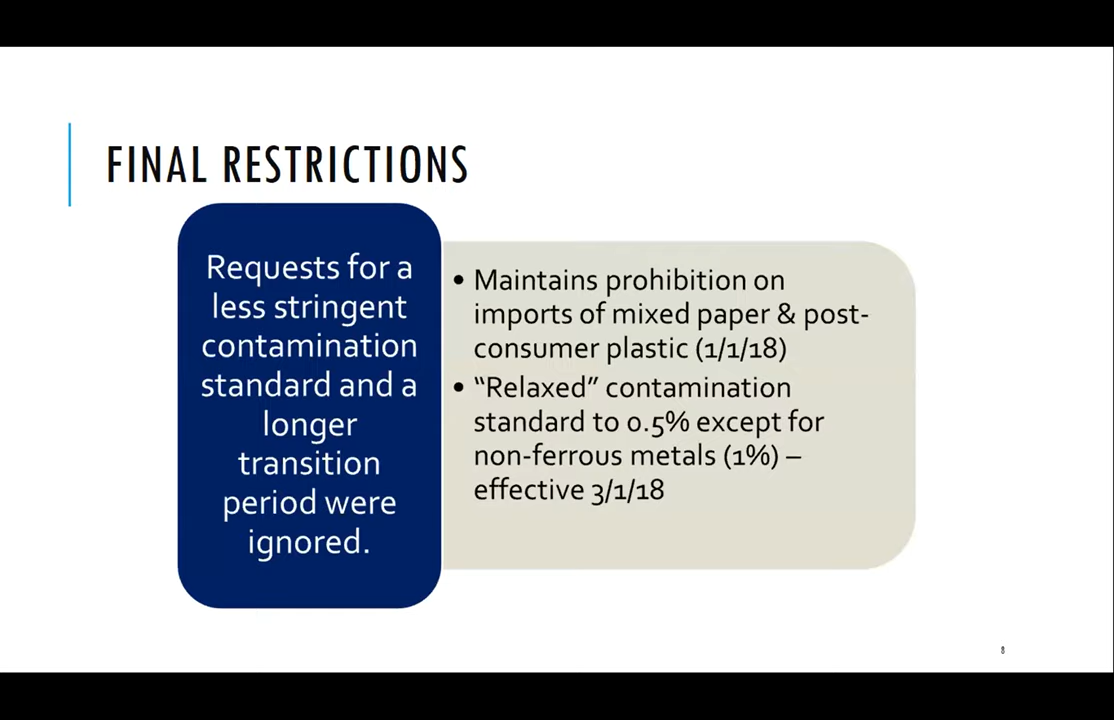 FINAL RESTRICTIONS
Requests for a
less stringent
contamination
standard and a
longer
transition
period were
ignored.
• Maintains prohibition on
imports of mixed paper & post-
consumer plastic (1/1/18)
• “Relaxed” contamination
standard to 0.5% except for
non-ferrous metals (1%) –
effective 3/1/18
8